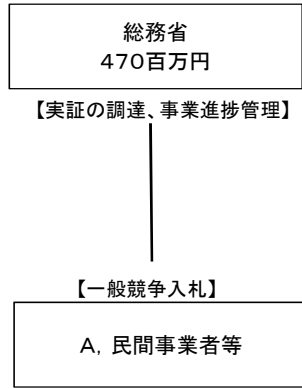 総務省
470百万円
【実証の調達、事業進捗管理】
【一般競争入札】
A, 民間事業者等